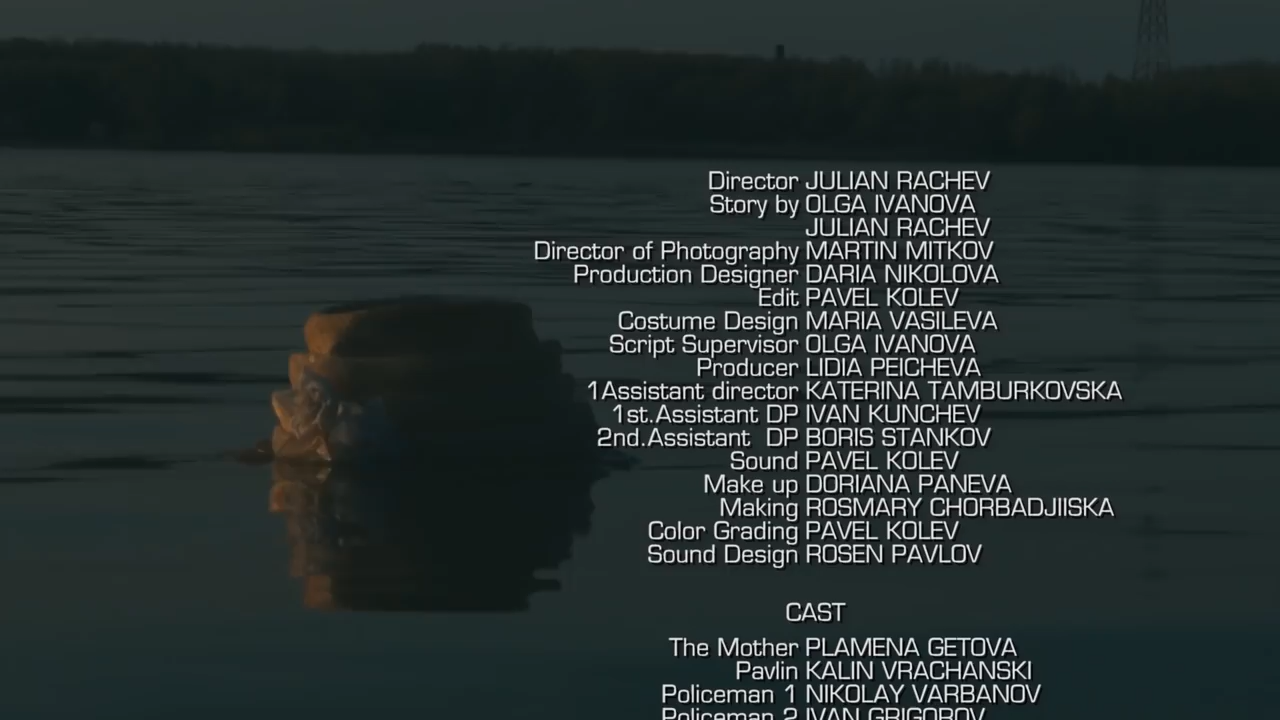 Director JULIAN RACHEV
Story by OLGA IVANOVA
JULIAN RACHEV
Director of Photography MARTIN MITKOV
Production Designer DARIA NIKOLOVA
Edit PAVEL KOLEV
Costume Design MARIA VASILEVA
Script Supervisor OLGA IVANOVA
Producer LIDIA PEICHEVA
1Assistant director KATERINA TAMBURKOVSKA
1st.Assistant DP IVAN KUNCHEV
2nd.Assistant  DP BORIS STANKOV
Sound PAVEL KOLEV
Make up DORIANA PANEVA
Making ROSMARY CHORBADJIISKA
Color Grading PAVEL KOLEV
Sound Design ROSEN PAVLOV
CAST
The Mother PLAMENA GETOVA
Pavlin KALIN VRACHANSKI
Policeman 1 NIKOLAY VARBANOV
Policeman 2 IVAN GRIGOROV